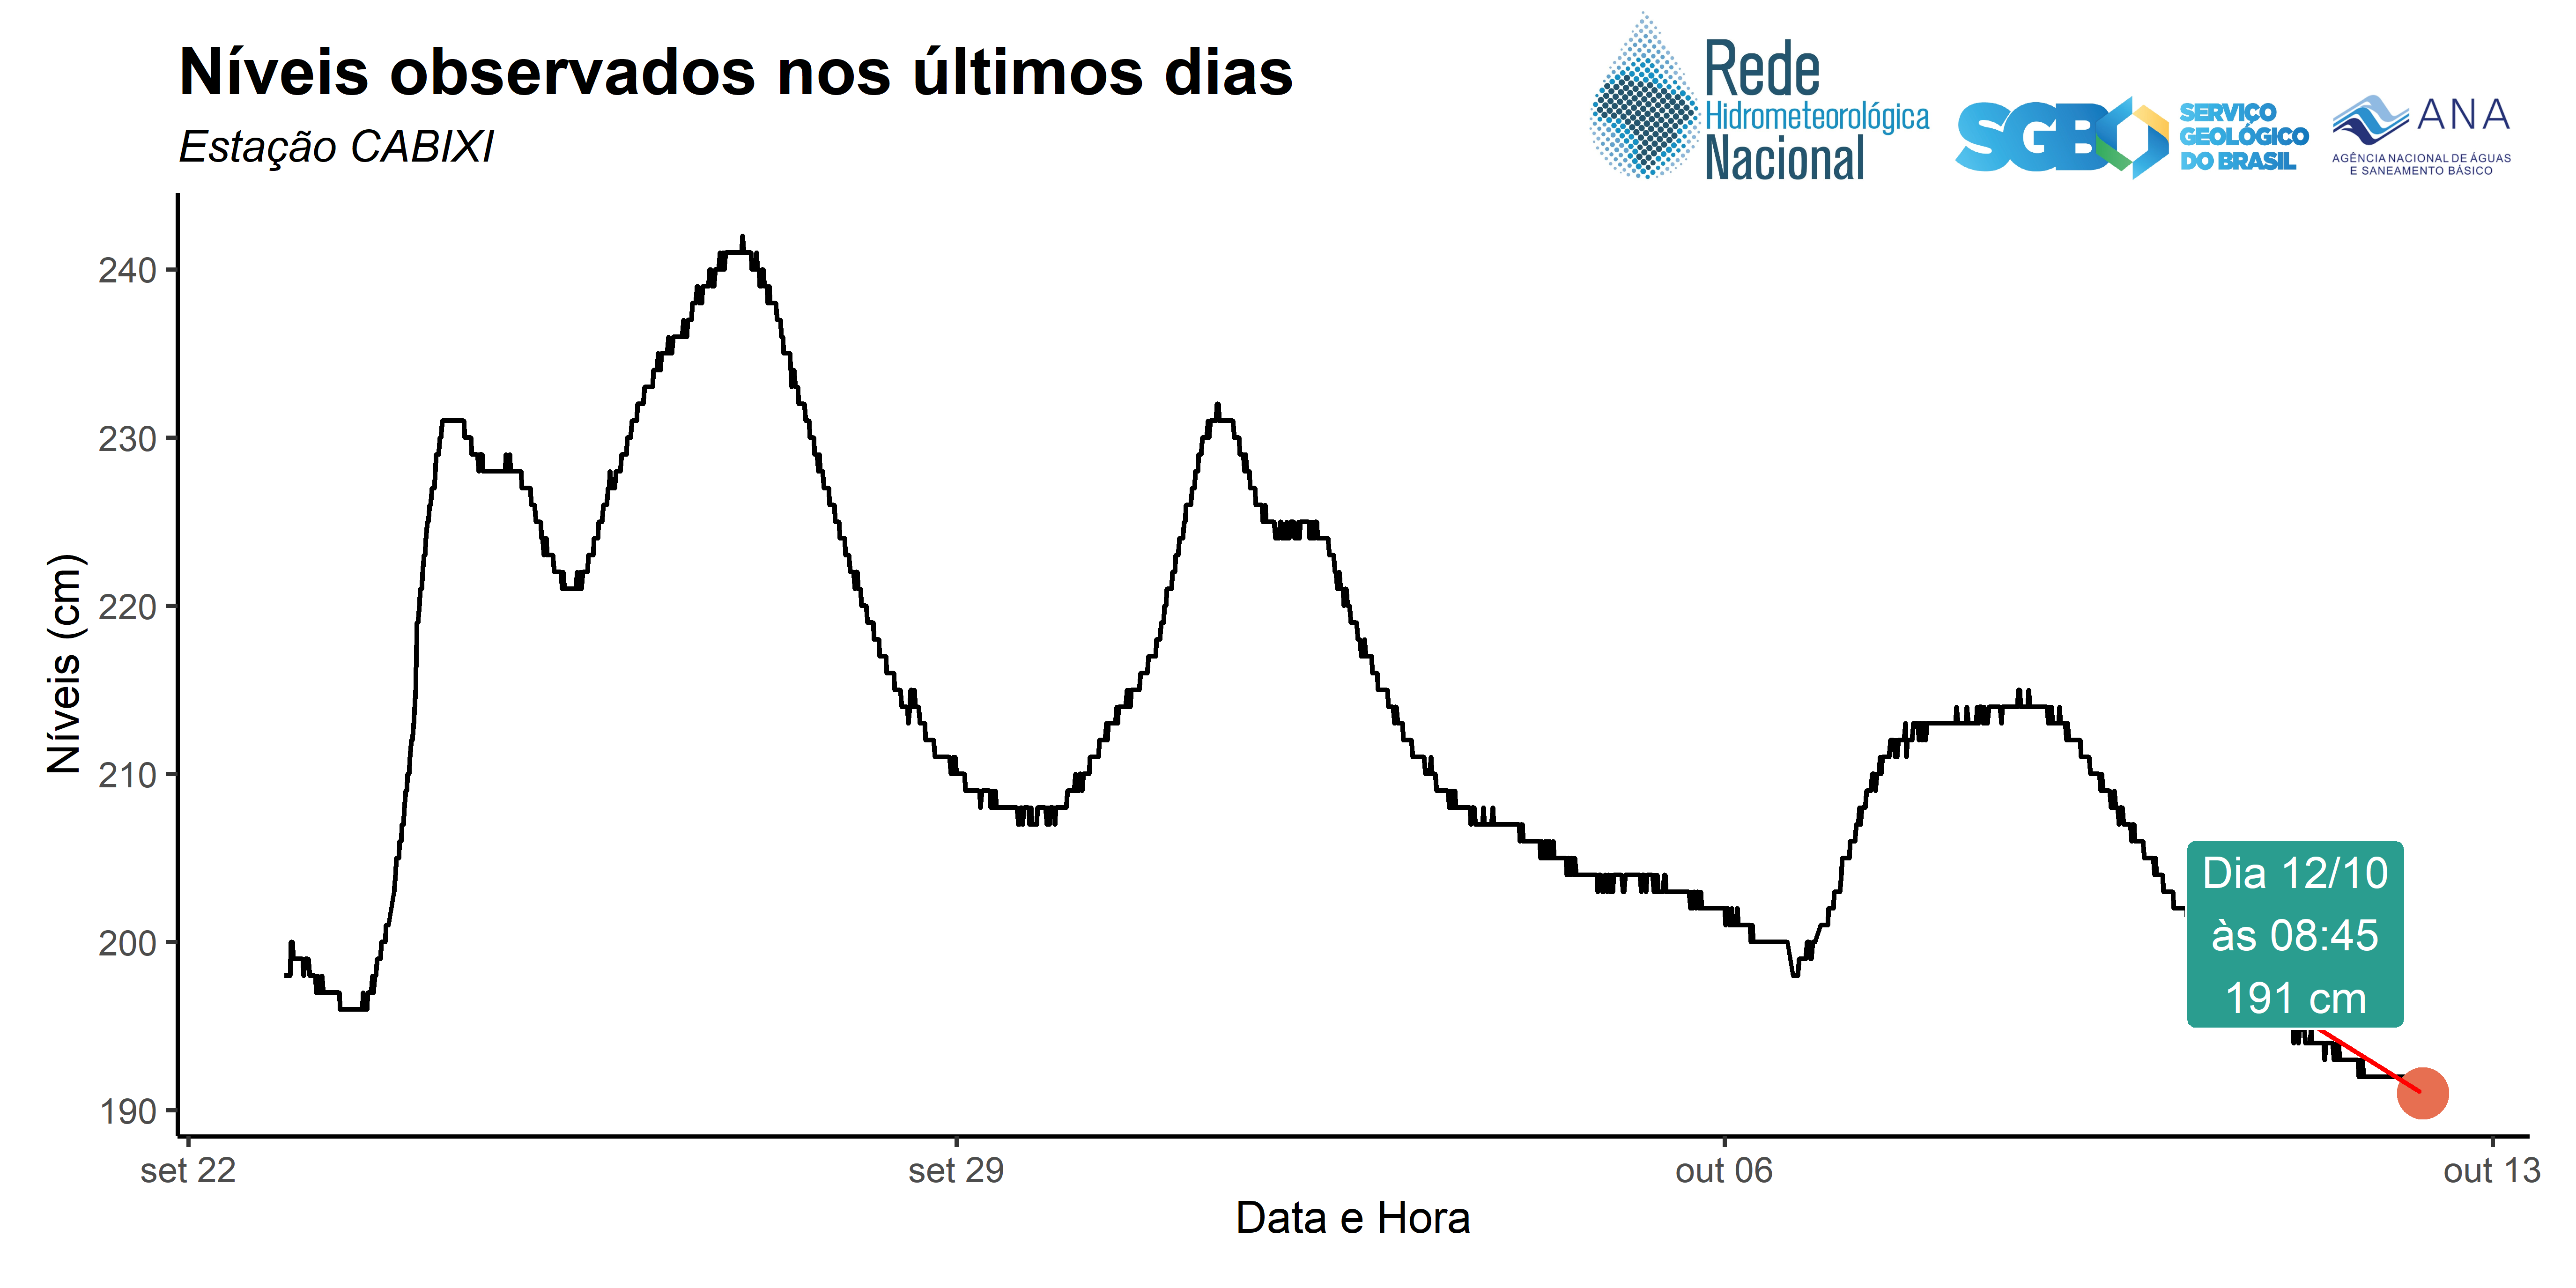 Níveis observados nos últimos dias
Estação CABIXI
Rede
Hidrometeorológica
Nacional
SGB
SERVIÇO
GEOLÓGICO
DO BRASIL
ANA
AGÊNCIA NACIONAL DE ÁGUAS
E SANEAMENTO BÁSICO
Níveis (cm)
240
230
220
210
200
190
Dia 12/10
às 08:45
191 cm
set 22
set 29
out 06
out 13
Data e Hora